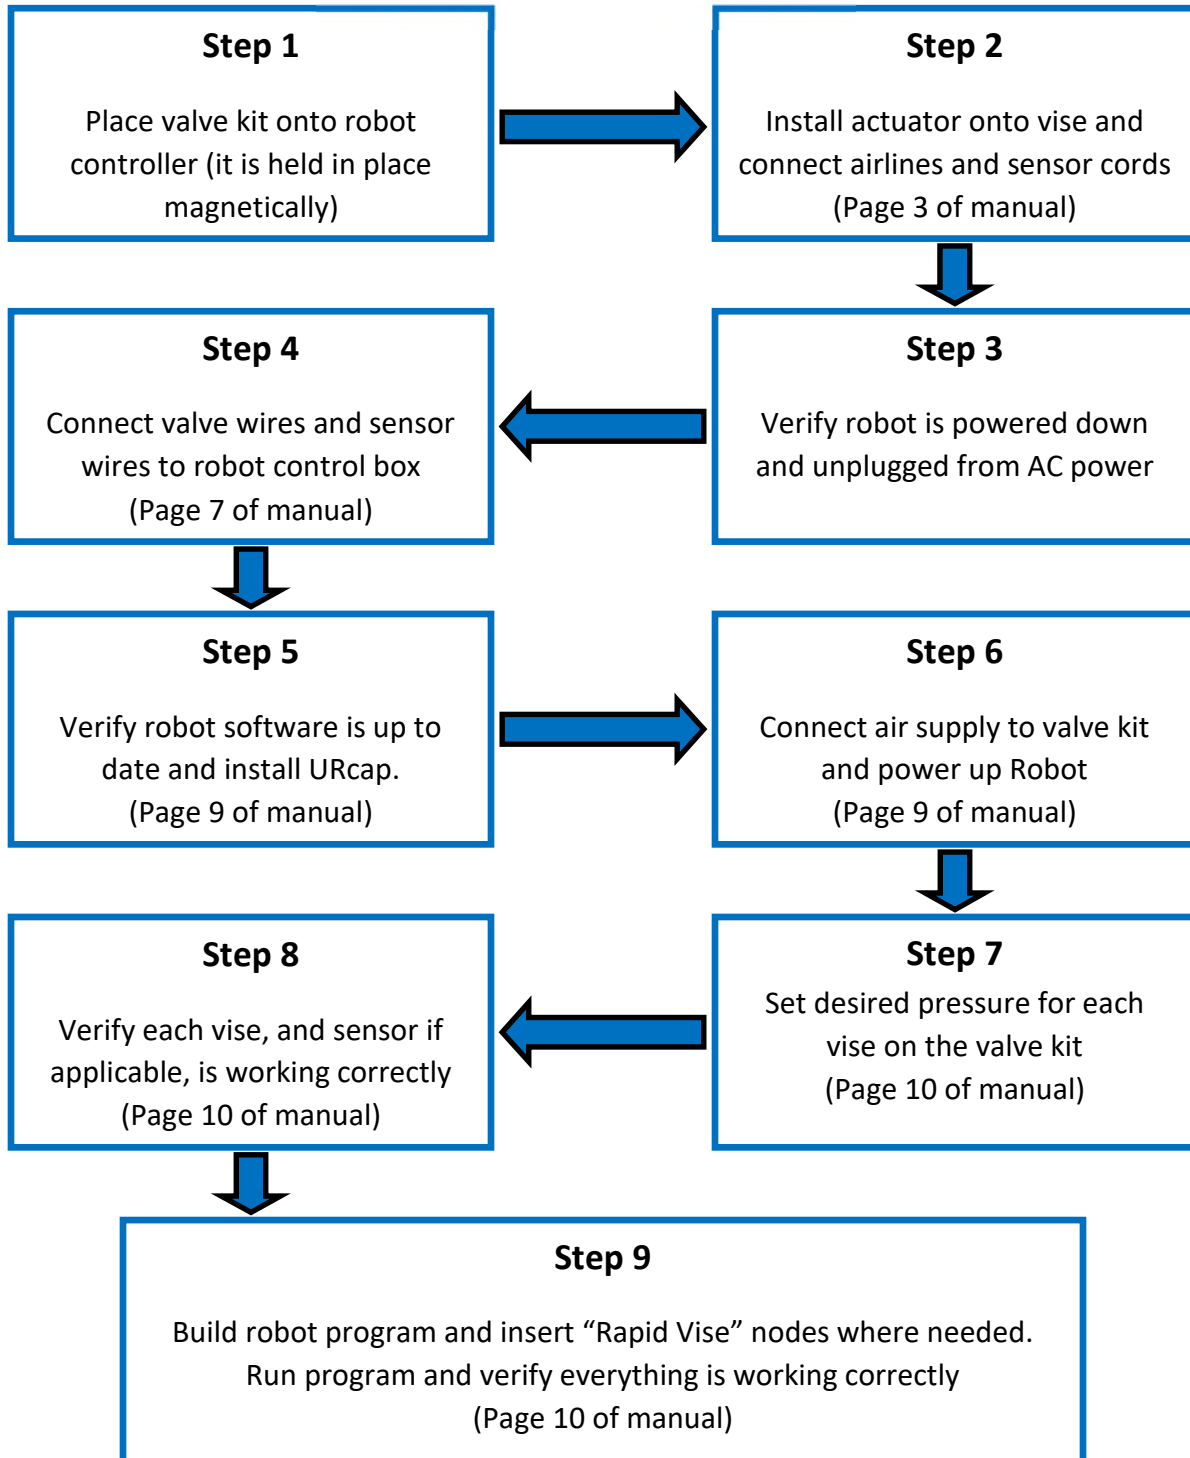 Step 1
Place valve kit onto robot
controller (it is held in place
magnetically)
Step 2
Install actuator onto vise and
connect airlines and sensor cords
(Page 3 of manual)
Step 3
Verify robot is powered down
and unplugged from AC power
Step 4
Connect valve wires and sensor
wires to robot control box
(Page 7 of manual)
Step 5
Verify robot software is up to
date and install URcap.
(Page 9 of manual)
Step 6
Connect air supply to valve kit
and power up Robot
(Page 9 of manual)
Step 7
Set desired pressure for each
vise on the valve kit
(Page 10 of manual)
Step 8
Verify each vise, and sensor if
applicable, is working correctly
(Page 10 of manual)
Step 9
Build robot program and insert “Rapid Vise” nodes where needed.
Run program and verify everything is working correctly
(Page 10 of manual)